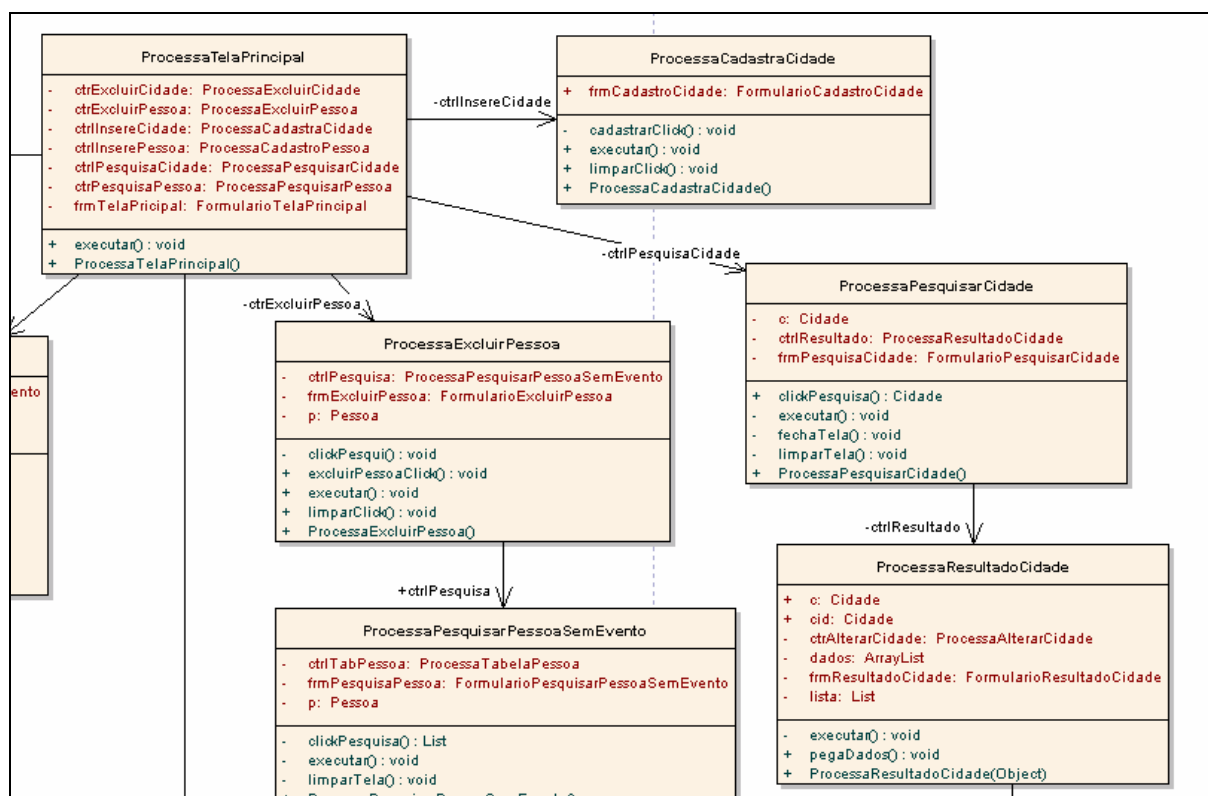 ProcessaTelaPrincipal
- ctrExcluirCidade: ProcessaExcluirCidade
- ctrExcluirPessoa: ProcessaExcluirPessoa
- ctrlInsereCidade: ProcessaCadastraCidade
- ctrlInserePessoa: ProcessaCadastroPessoa
- ctrlPesquisaCidade: ProcessaPesquisarCidade
- ctrPesquisaPessoa: ProcessaPesquisarPessoa
- frmTelaPricipal: FormularioTelaPrincipal
+ executar() : void
+ ProcessaTelaPrincipal()
-ctrlInsereCidade
ProcessaCadastraCidade
+ frmCadastroCidade: FormularioCadastroCidade
- cadastrarClick() : void
+ executar() : void
+ limparClick() : void
+ ProcessaCadastraCidade()
-ctrlPesquisaCidade
-ctrExcluirPessoa
ento
ProcessaExcluirPessoa
- ctrlPesquisa: ProcessaPesquisarPessoaSemEvento
- frmExcluirPessoa: FormularioExcluirPessoa
- p: Pessoa
- clickPesqui() : void
+ excluirPessoaClick() : void
+ executar() : void
+ limparClick() : void
+ ProcessaExcluirPessoa()
ProcessaPesquisarCidade
- c: Cidade
- ctrlResultado: ProcessaResultadoCidade
- frmPesquisaCidade: FormularioPesquisarCidade
+ clickPesquisa() : Cidade
- executar() : void
- fechaTela() : void
- limparTela() : void
+ ProcessaPesquisarCidade()
+ctrlPesquisa
-ctrlResultado
ProcessaPesquisarPessoaSemEvento
- ctrlTabPessoa: ProcessaTabelaPessoa
- frmPesquisaPessoa: FormularioPesquisarPessoaSemEvento
- p: Pessoa
- clickPesquisa() : List
- executar() : void
- limparTela() : void
ProcessaResultadoCidade
+ c: Cidade
+ cid: Cidade
- ctrAlterarCidade: ProcessaAlterarCidade
- dados: ArrayList
- frmResultadoCidade: FormularioResultadoCidade
- lista: List
- executar() : void
+ pegaDados() : void
+ ProcessaResultadoCidade(Object)